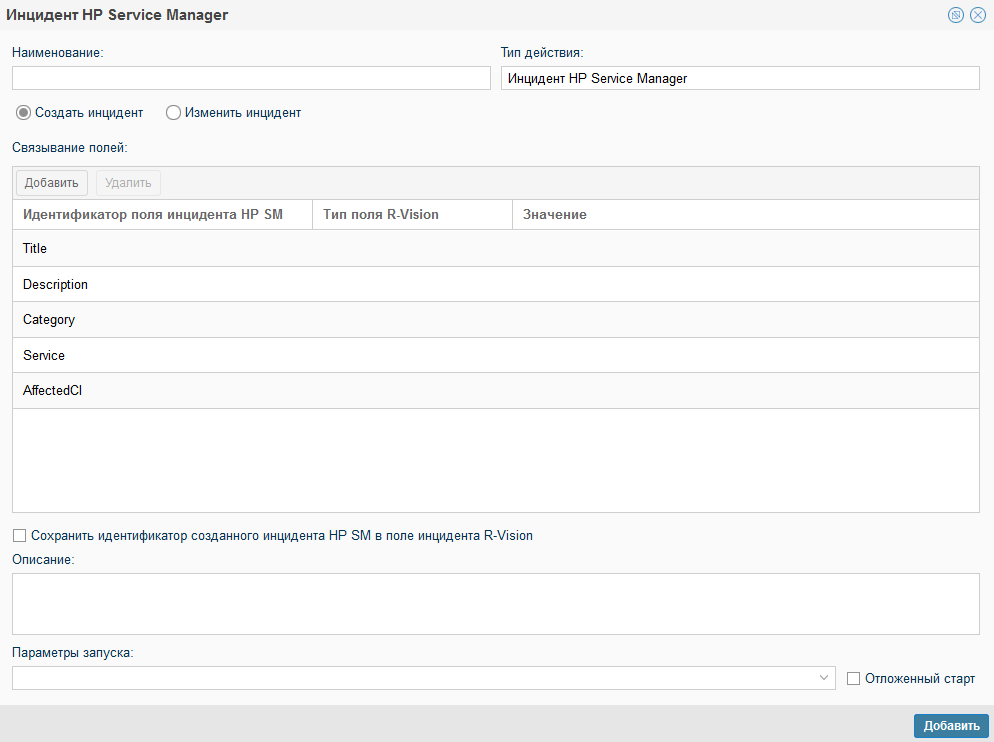 Инцидент HP Service Manager
Наименование: Тип действия:
Инцидент HP Service Manager
Создать инцидент Изменить инцидент
Связывание полей:
Добавить Удалить
Идентификатор поля инцидента HP SM Тип поля R-Vision Значение
Title
Description
Category
Service
AffectedCI
Сохранить идентификатор созданного инцидента HP SM в поле инцидента R-Vision
Описание:
Параметры запуска:
Отложенный старт
Добавить